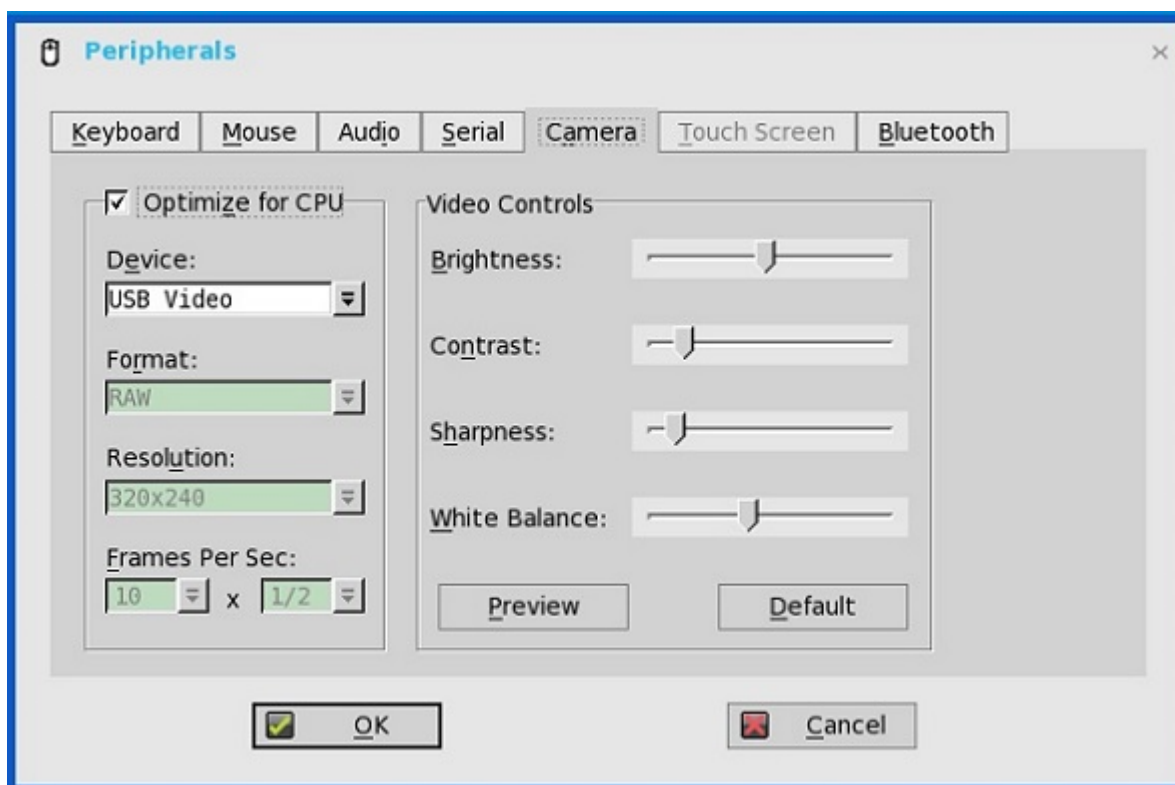 Peripherals
Keyboard Mouse Audio Serial Camera Touch Screen Bluetooth
Optimize for CPU
Device:
USB Video
Format:
RAW
Resolution:
320x240
Frames Per Sec:
10 x 1/2
Video Controls
Brightness:
Contrast:
Sharpness:
White Balance:
Preview Default
OK Cancel